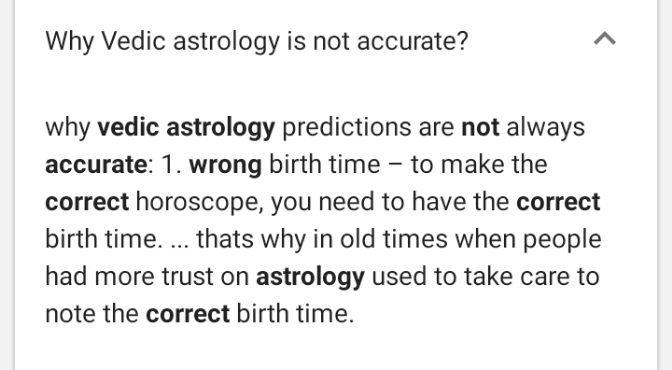 Why Vedic astrology is not accurate?
why vedic astrology predictions are not always
accurate: 1. wrong birth time – to make the
correct horoscope, you need to have the correct
birth time. ... thats why in old times when people
had more trust on astrology used to take care to
note the correct birth time.